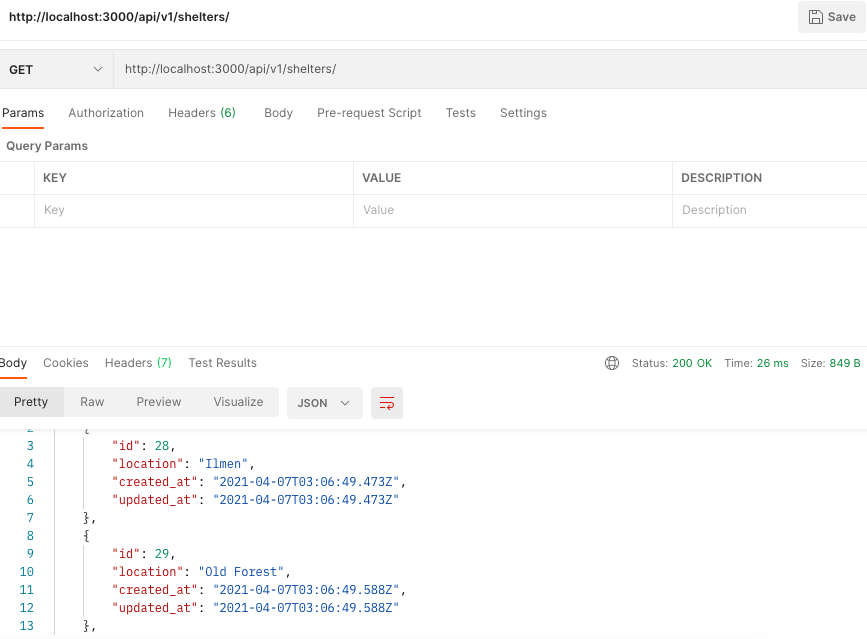 http://localhost:3000/api/v1/shelters/
Save
GET http://localhost:3000/api/v1/shelters/
Params Authorization Headers (6) Body Pre-request Script Tests Settings
Query Params
KEY VALUE DESCRIPTION
Key Value Description
Body Cookies Headers (7) Test Results Status: 200 OK Time: 26 ms Size: 849 B
Pretty Raw Preview Visualize JSON
2 {
3 "id": 28,
4 "location": "Ilmen",
5 "created_at": "2021-04-07T03:06:49.473Z",
6 "updated_at": "2021-04-07T03:06:49.473Z"
7 },
8 {
9 "id": 29,
10 "location": "Old Forest",
11 "created_at": "2021-04-07T03:06:49.588Z",
12 "updated_at": "2021-04-07T03:06:49.588Z"
13 },